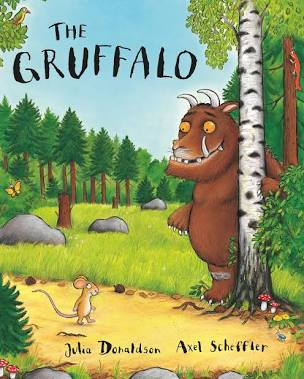 THE
GRUFFALO
Julia Donaldson Axel Scheffler